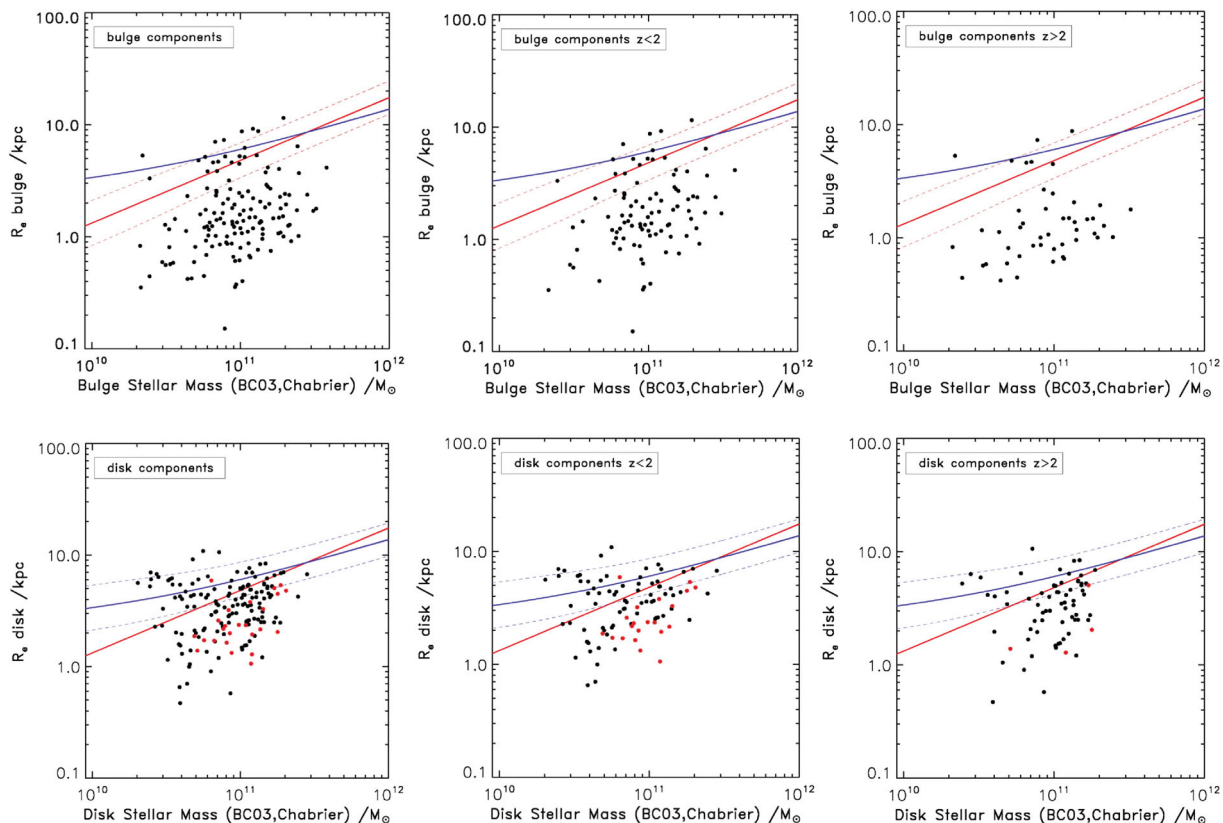 bulge components
100.0
10.0
1.0
0.1
R_e bulge /kpc
10^10 10^11 10^12
Bulge Stellar Mass (BC03,Chabrier) /M_⊙
bulge components z<2
100.0
10.0
1.0
0.1
R_e bulge /kpc
10^10 10^11 10^12
Bulge Stellar Mass (BC03,Chabrier) /M_⊙
bulge components z>2
100.0
10.0
1.0
0.1
R_e bulge /kpc
10^10 10^11 10^12
Bulge Stellar Mass (BC03,Chabrier) /M_⊙
disk components
100.0
10.0
1.0
0.1
R_e disk /kpc
10^10 10^11 10^12
Disk Stellar Mass (BC03,Chabrier) /M_⊙
disk components z<2
100.0
10.0
1.0
0.1
R_e disk /kpc
10^10 10^11 10^12
Disk Stellar Mass (BC03,Chabrier) /M_⊙
disk components z>2
100.0
10.0
1.0
0.1
R_e disk /kpc
10^10 10^11 10^12
Disk Stellar Mass (BC03,Chabrier) /M_⊙